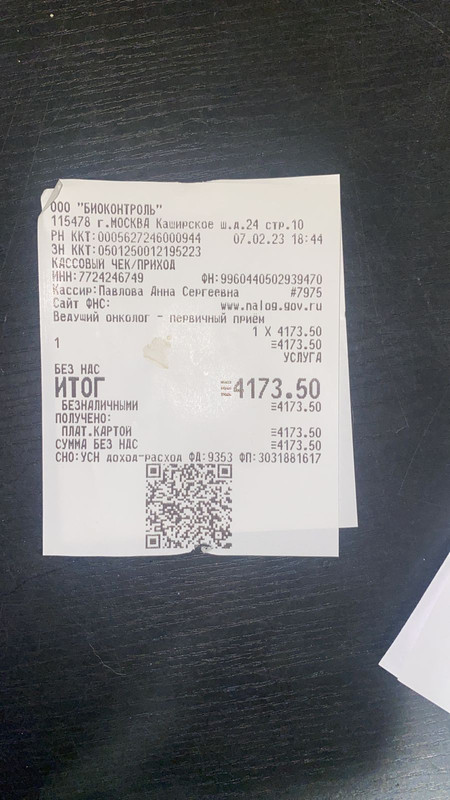 ООО "БИОКОНТРОЛЬ"
115478 г.МОСКВА Каширское ш.д.24 стр.10
РН ККТ:0005627246000944 07.02.23 18:44
ЗН ККТ:0501250012195223
КАССОВЫЙ ЧЕК/ПРИХОД
ИНН:7724246749 ФН:9960440502939470
Кассир:Павлова Анна Сергеевна #7975
Сайт ФНС: www.nalog.gov.ru
Ведущий онколог - первичный приём
1 X 4173.50
1 =4173.50
УСЛУГА
БЕЗ НДС
ИТОГ =4173.50
БЕЗНАЛИЧНЫМИ =4173.50
ПОЛУЧЕНО:
ПЛАТ.КАРТОЙ =4173.50
СУММА БЕЗ НДС =4173.50
СНО:УСН доход-расход ФД:9353 ФП:3031881617